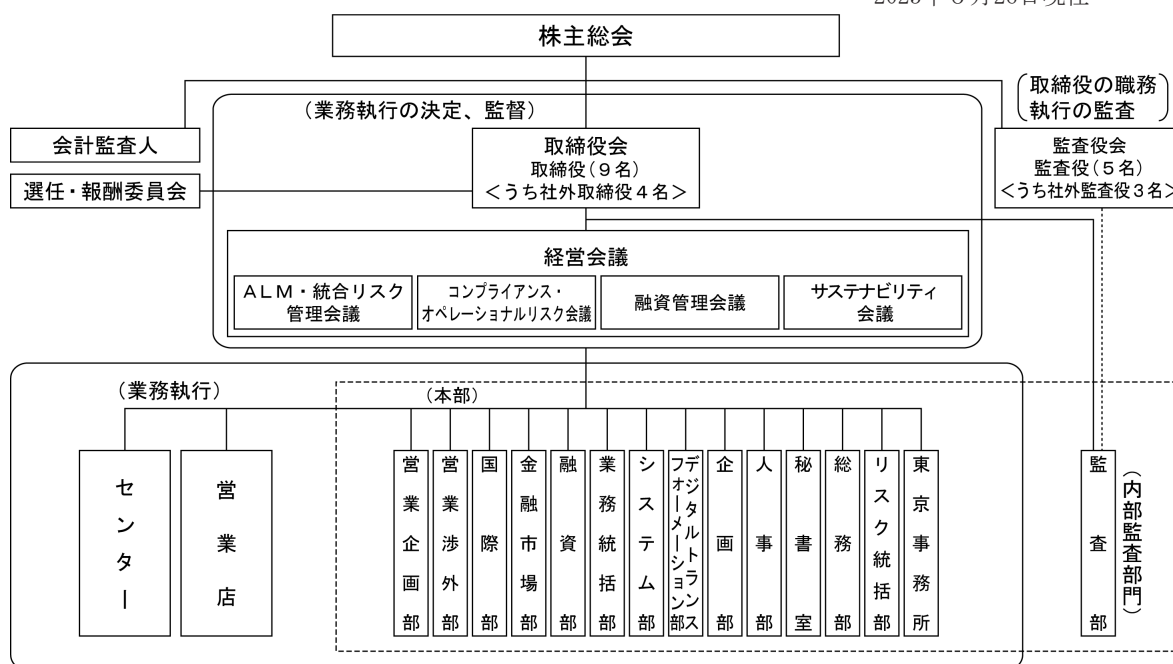 株主総会
(業務執行の決定、監督)
取締役の職務
執行の監査
会計監査人
取締役会
取締役(9名)
<うち社外取締役4名>
監査役会
監査役(5名)
<うち社外監査役3名>
選任・報酬委員会
経営会議
ALM・統合リスク
管理会議
コンプライアンス・
オペレーショナルリスク会議
融資管理会議
サステナビリティ
会議
(業務執行)
(本部)
センター
営業店
営業企画部
営業渉外部
国際部
金融市場部
融資部
業務統括部
システム部
デジタルトランス
フォーメーション部
企画部
人事部
秘書室
総務部
リスク統括部
東京事務所
監査部
(内部監査部門)